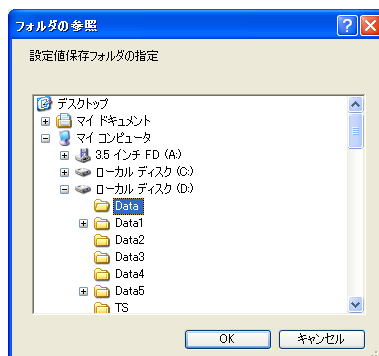 フォルダの参照
設定値保存フォルダの指定
デスクトップ
マイ ドキュメント
マイ コンピュータ
3.5 インチ FD (A:)
ローカル ディスク (C:)
ローカル ディスク (D:)
Data
Data1
Data2
Data3
Data4
Data5
TS
OK キャンセル